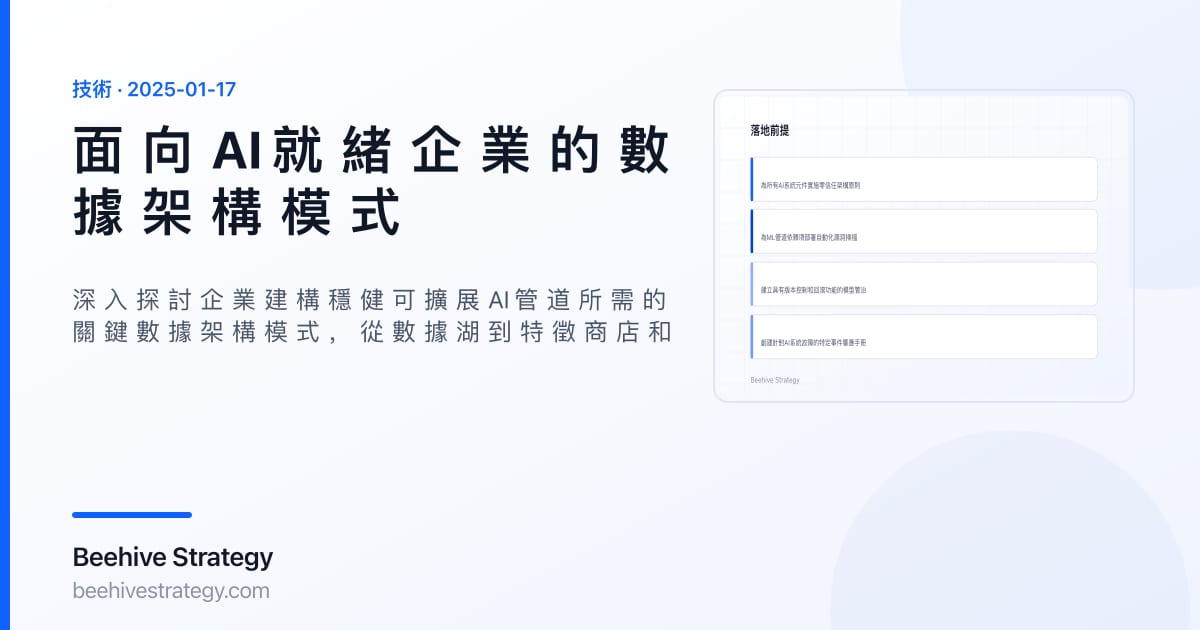 技術 · 2025-01-17
面向AI就緒企業的數
據架構模式
深入探討企業建構穩健可擴展AI管道所需的
關鍵數據架構模式，從數據湖到特徵商店和
Beehive Strategy
beehivestrategy.com
落地前提
為所有AI系統元件實施零信任架構原則
為ML管道依賴項部署自動化漏洞掃描
建立具有版本控制和回滾功能的模型管治
創建針對AI系統故障的特定事件響應手冊
Beehive Strategy